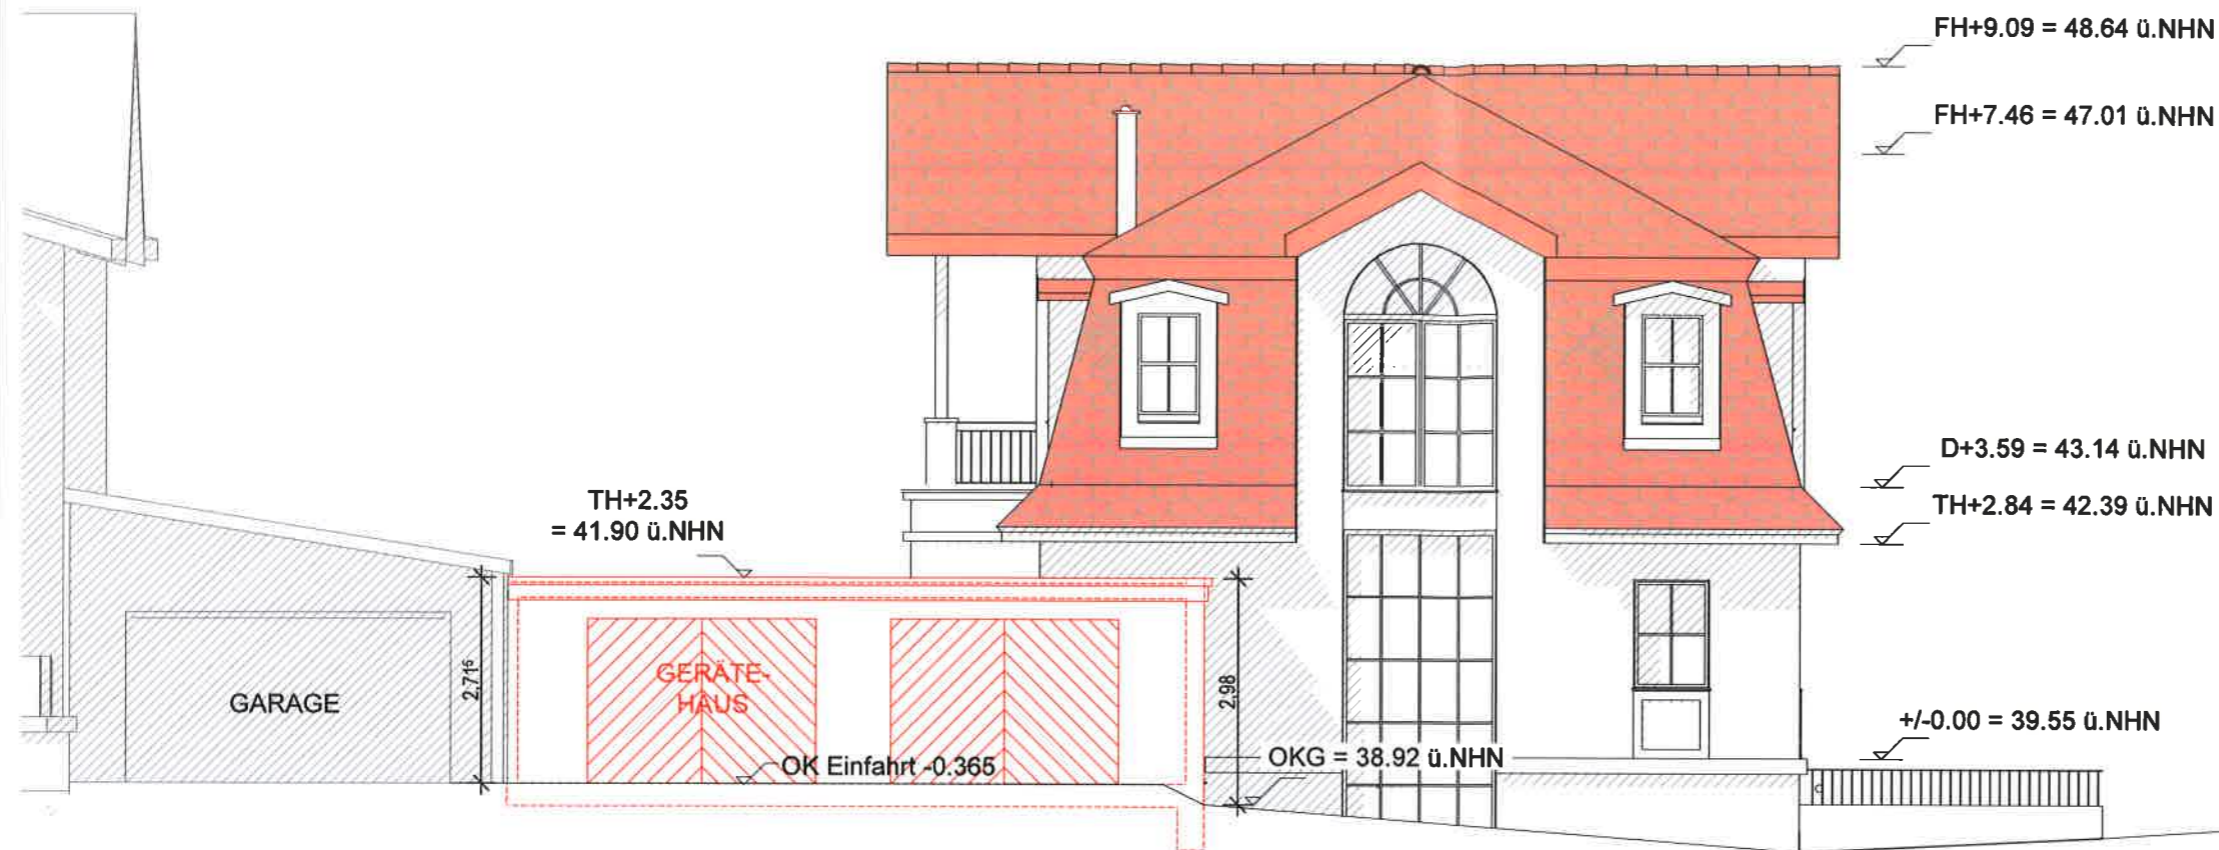 FH+9.09 = 48.64 ü.NHN
FH+7.46 = 47.01 ü.NHN
D+3.59 = 43.14 ü.NHN
TH+2.84 = 42.39 ü.NHN
TH+2.35
= 41.90 ü.NHN
GERÄTE-
HAUS
2,71⁶
2,98
GARAGE
+/-0.00 = 39.55 ü.NHN
OKG = 38.92 ü.NHN
OK Einfahrt -0.365